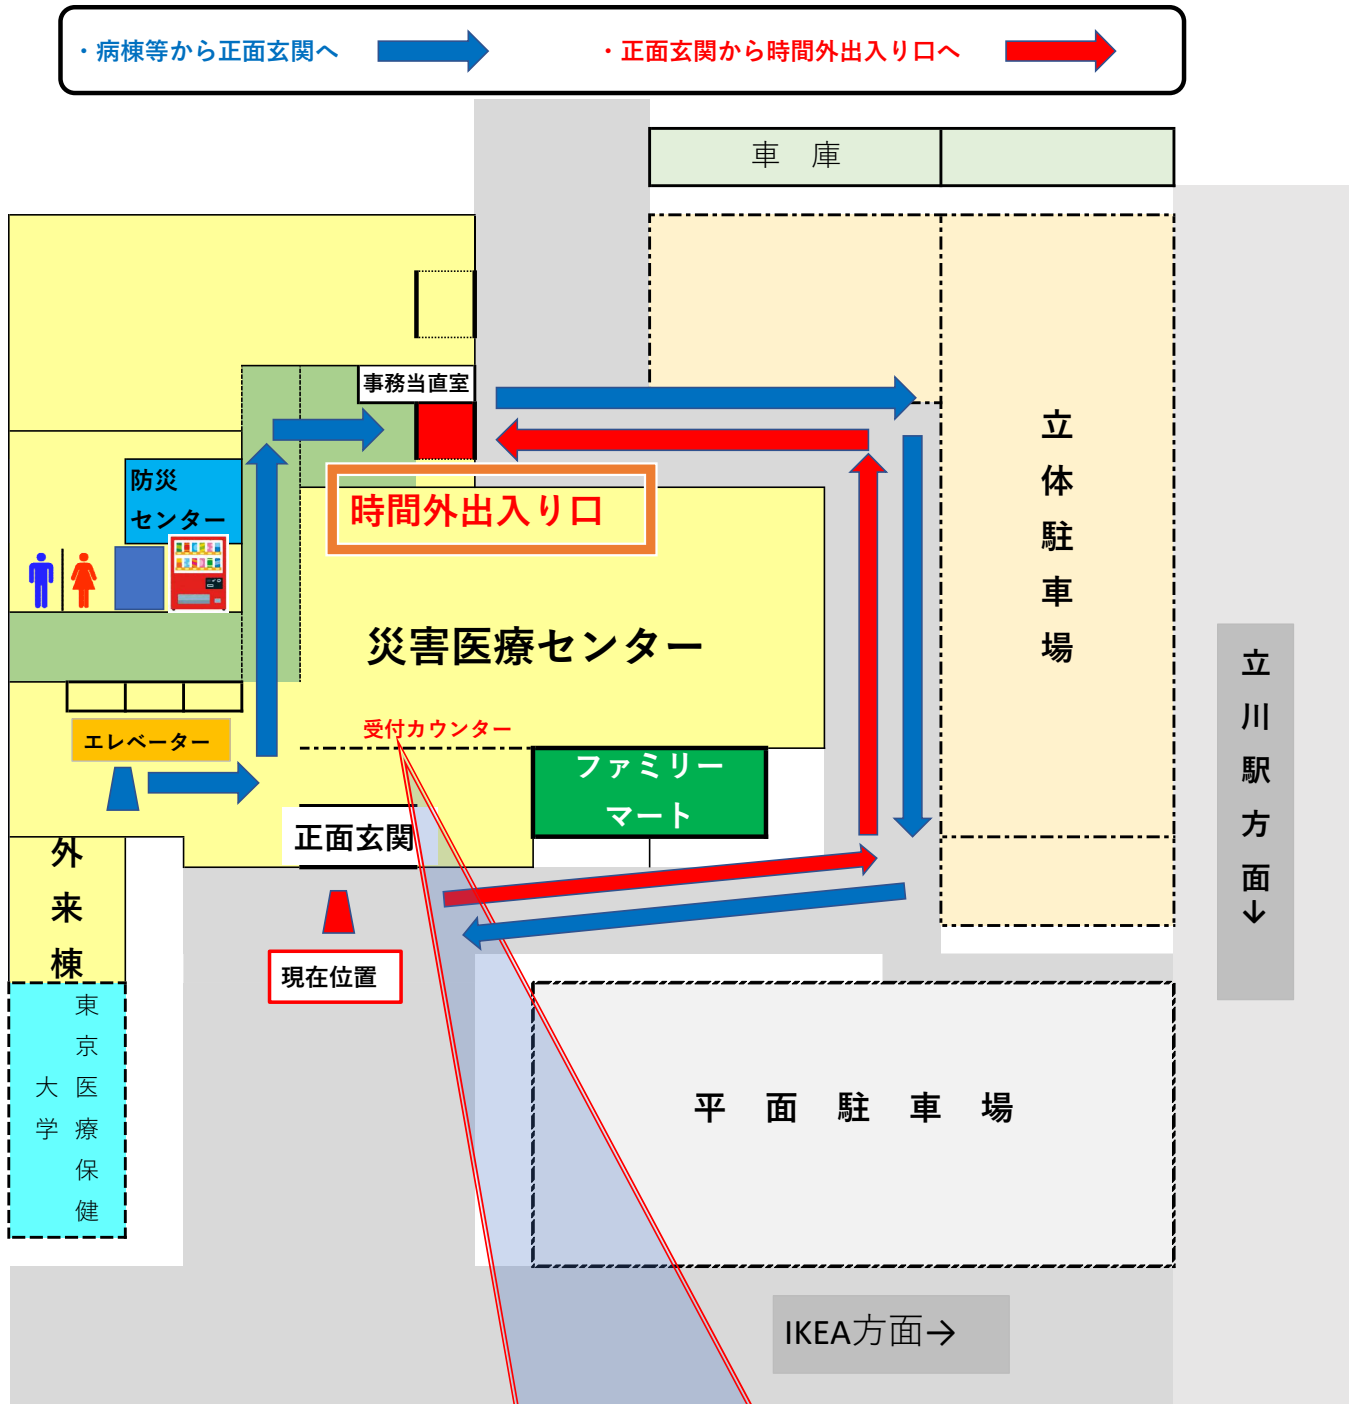 ・病棟等から正面玄関へ
・正面玄関から時間外出入り口へ
車 庫
事務当直室
防災
センター
時間外出入り口
災害医療センター
立体駐車場
立川駅方面↓
受付カウンター
エレベーター
ファミリー
マート
正面玄関
外来棟
現在位置
東京医療保健
大学
平面駐車場
IKEA方面→